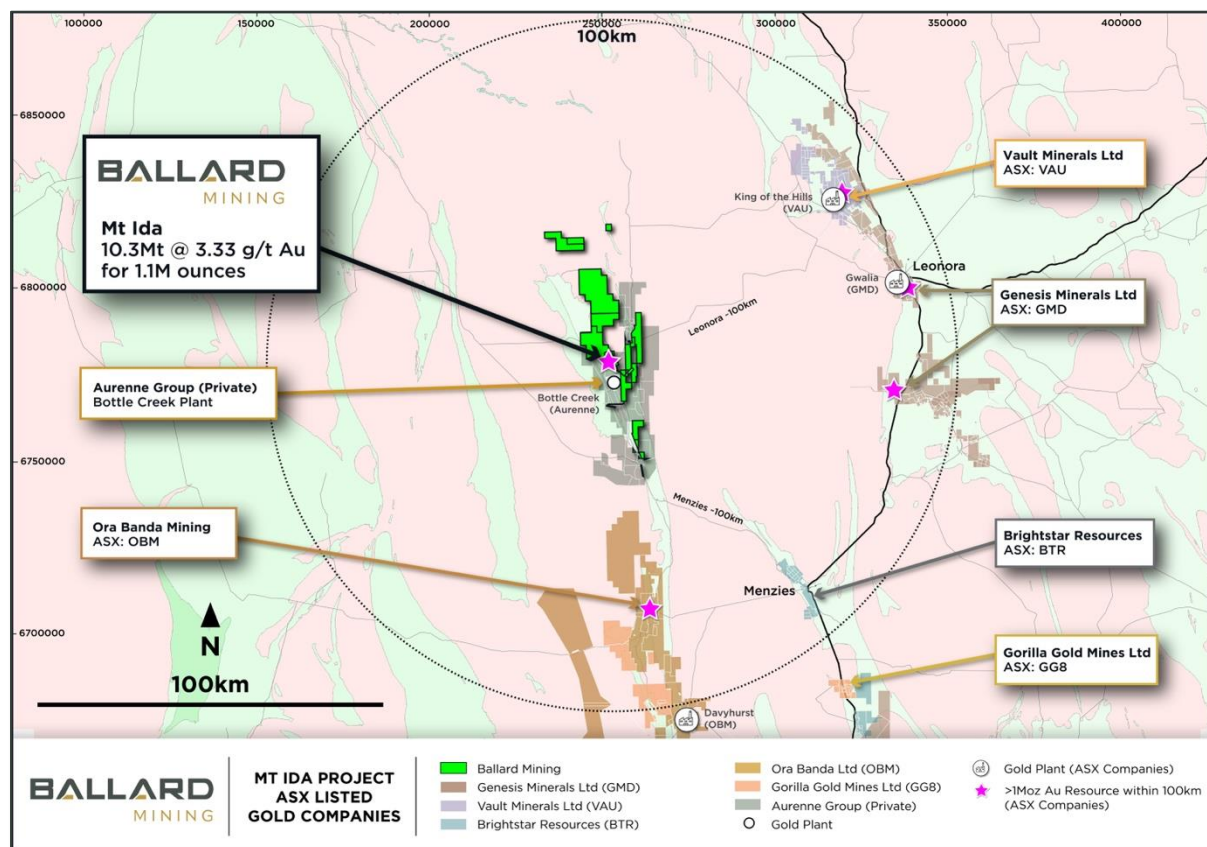 100000
150000
200000
250000
300000
350000
400000
100km
6850000
6800000
6750000
6700000
BALLARD
MINING
Mt Ida
10.3Mt @ 3.33 g/t Au
for 1.1M ounces
Vault Minerals Ltd
ASX: VAU
King of the Hills
(VAU)
Leonora
Gwalia
(GMD)
Genesis Minerals Ltd
ASX: GMD
Leonora ~100km
Aurenne Group (Private)
Bottle Creek Plant
Bottle Creek
(Aurenne)
Menzies ~100km
Ora Banda Mining
ASX: OBM
Brightstar Resources
ASX: BTR
Menzies
Gorilla Gold Mines Ltd
ASX: GG8
N
100km
Davyhurst
(OBM)
BALLARD
MINING
MT IDA PROJECT
ASX LISTED
GOLD COMPANIES
Ballard Mining
Genesis Minerals Ltd (GMD)
Vault Minerals Ltd (VAU)
Brightstar Resources (BTR)
Ora Banda Ltd (OBM)
Gorilla Gold Mines Ltd (GG8)
Aurenne Group (Private)
Gold Plant
Gold Plant (ASX Companies)
>1Moz Au Resource within 100km
(ASX Companies)